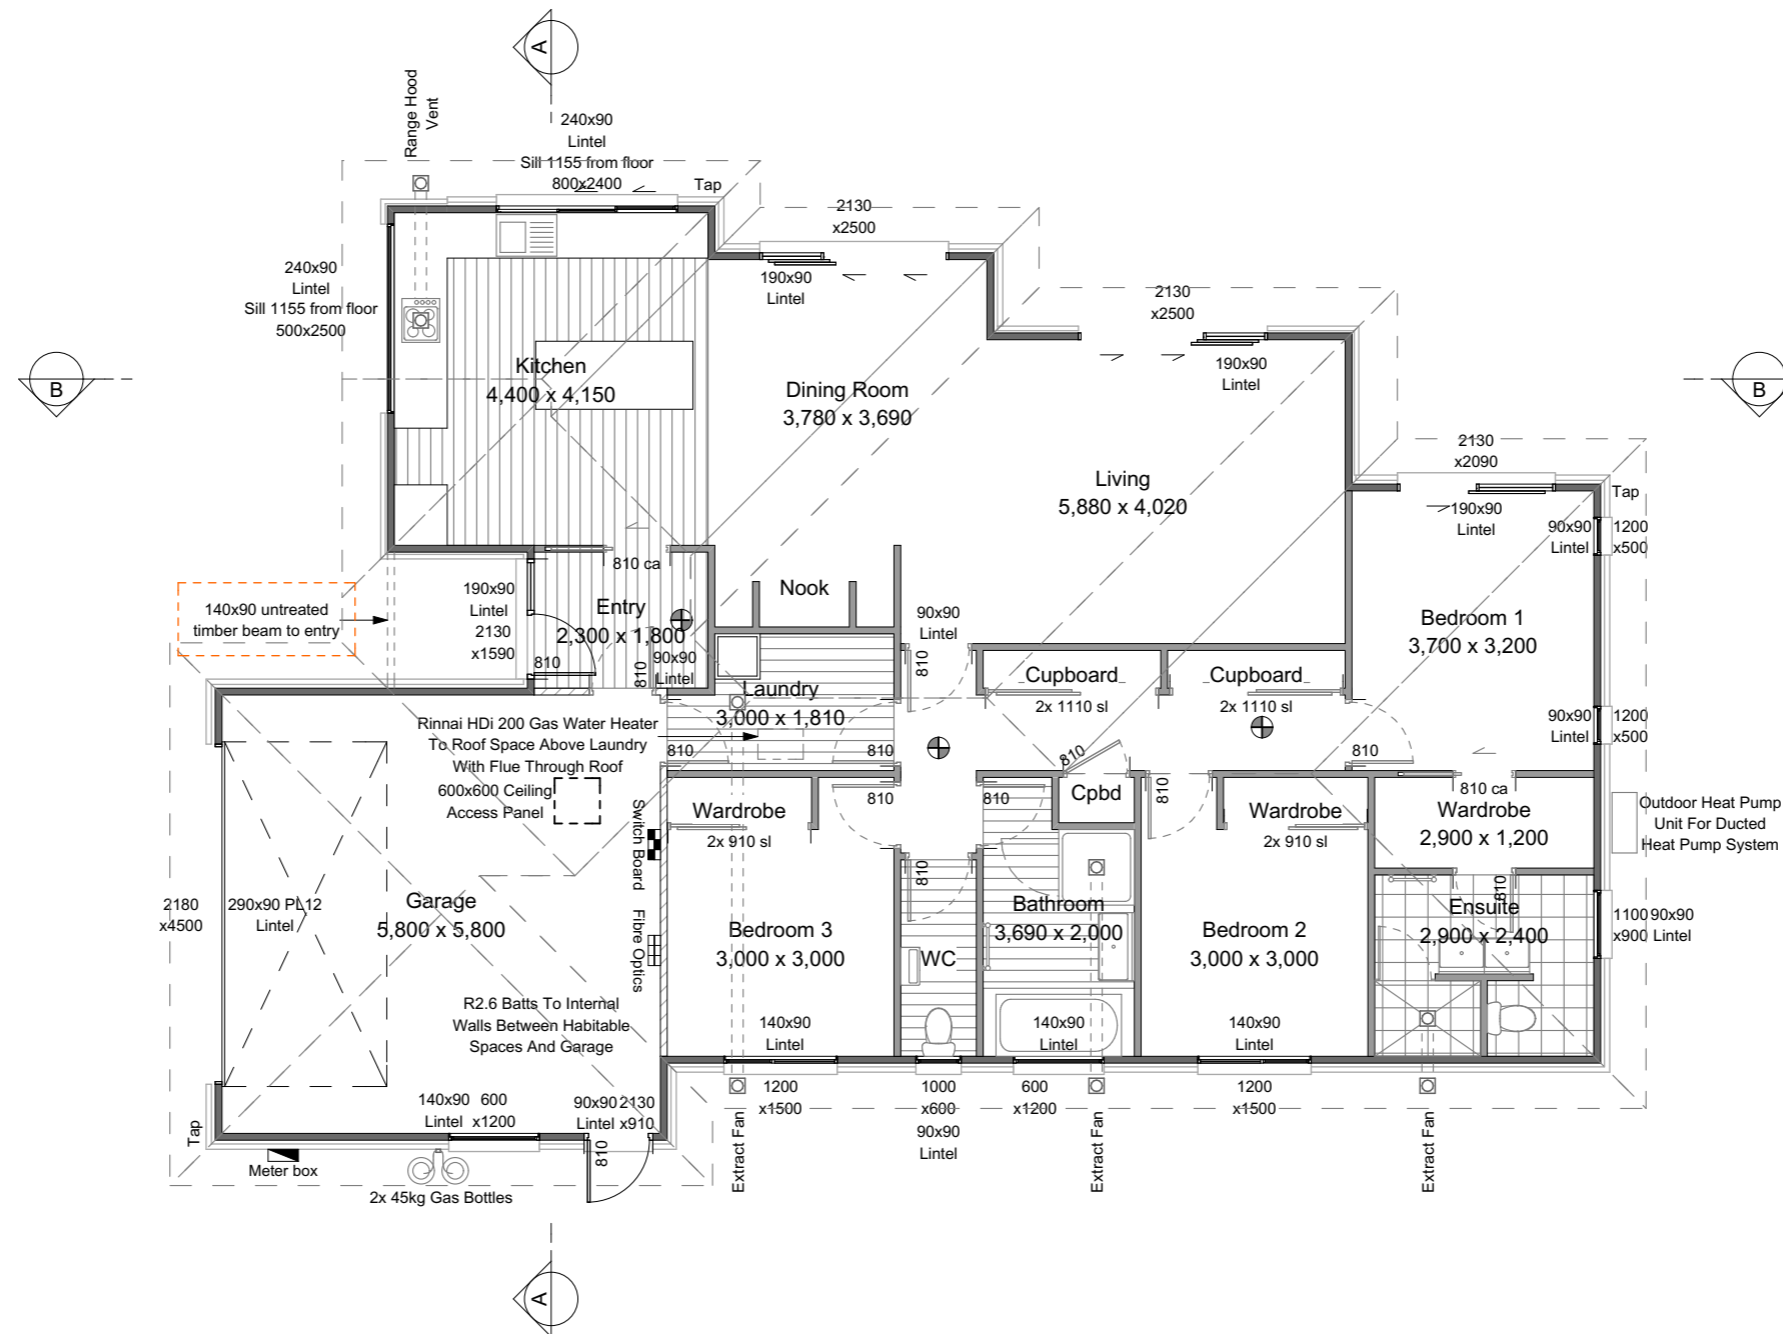 A
Range Hood
Vent
240x90
Lintel
Sill 1155 from floor
800x2400
Tap
2130
x2500
190x90
Lintel
240x90
Lintel
Sill 1155 from floor
500x2500
2130
x2500
190x90
Lintel
B
B
Kitchen
4,400 x 4,150
Dining Room
3,780 x 3,690
Living
5,880 x 4,020
2130
x2090
190x90
Lintel
Tap
90x90
Lintel
1200
x500
810 ca
Nook
140x90 untreated
timber beam to entry
190x90
Lintel
2130
x1590
Entry
2,300 x 1,800
810
810
90x90
Lintel
90x90
Lintel
810
Bedroom 1
3,700 x 3,200
Cupboard
2x 1110 sl
Cupboard
2x 1110 sl
90x90
Lintel
1200
x500
Laundry
3,000 x 1,810
810
810
Rinnai HDi 200 Gas Water Heater
To Roof Space Above Laundry
With Flue Through Roof
600x600 Ceiling
Access Panel
810
810
810 ca
Switch Board
Fibre Optics
Wardrobe
2x 910 sl
810
810
Cpbd
810
Wardrobe
2x 910 sl
Wardrobe
2,900 x 1,200
Outdoor Heat Pump
Unit For Ducted
Heat Pump System
2180
x4500
290x90 PL12
Lintel
Garage
5,800 x 5,800
Bedroom 3
3,000 x 3,000
810
WC
Bathroom
3,690 x 2,000
Bedroom 2
3,000 x 3,000
810
Ensuite
2,900 x 2,400
1100
x900
90x90
Lintel
R2.6 Batts To Internal
Walls Between Habitable
Spaces And Garage
140x90
Lintel
140x90
Lintel
140x90
Lintel
1200
x1500
1000
x600
90x90
Lintel
600
x1200
1200
x1500
140x90
Lintel
600
x1200
90x90
Lintel
2130
x910
810
Tap
Meter box
2x 45kg Gas Bottles
Extract Fan
Extract Fan
Extract Fan
A